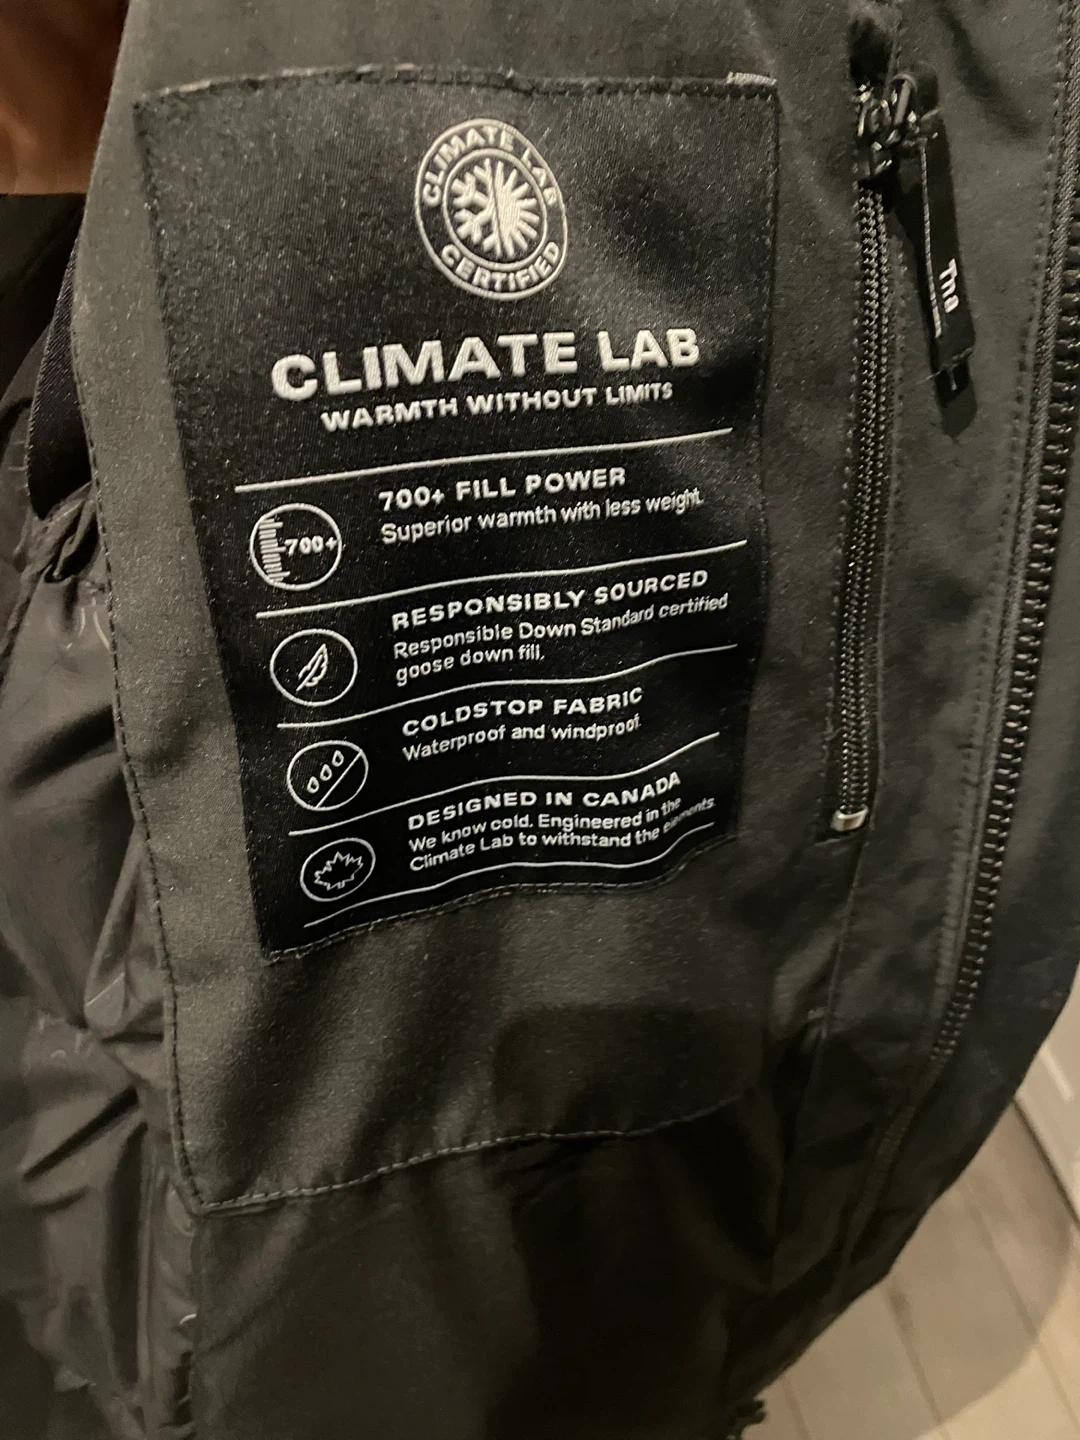 CLIMATE LAB
CERTIFIED
CLIMATE LAB
WARMTH WITHOUT LIMITS
700+
700+ FILL POWER
Superior warmth with less weight.
RESPONSIBLY SOURCED
Responsible Down Standard certified
goose down fill.
COLDSTOP FABRIC
Waterproof and windproof.
DESIGNED IN CANADA
We know cold. Engineered in the
Climate Lab to withstand the elements.
Tna